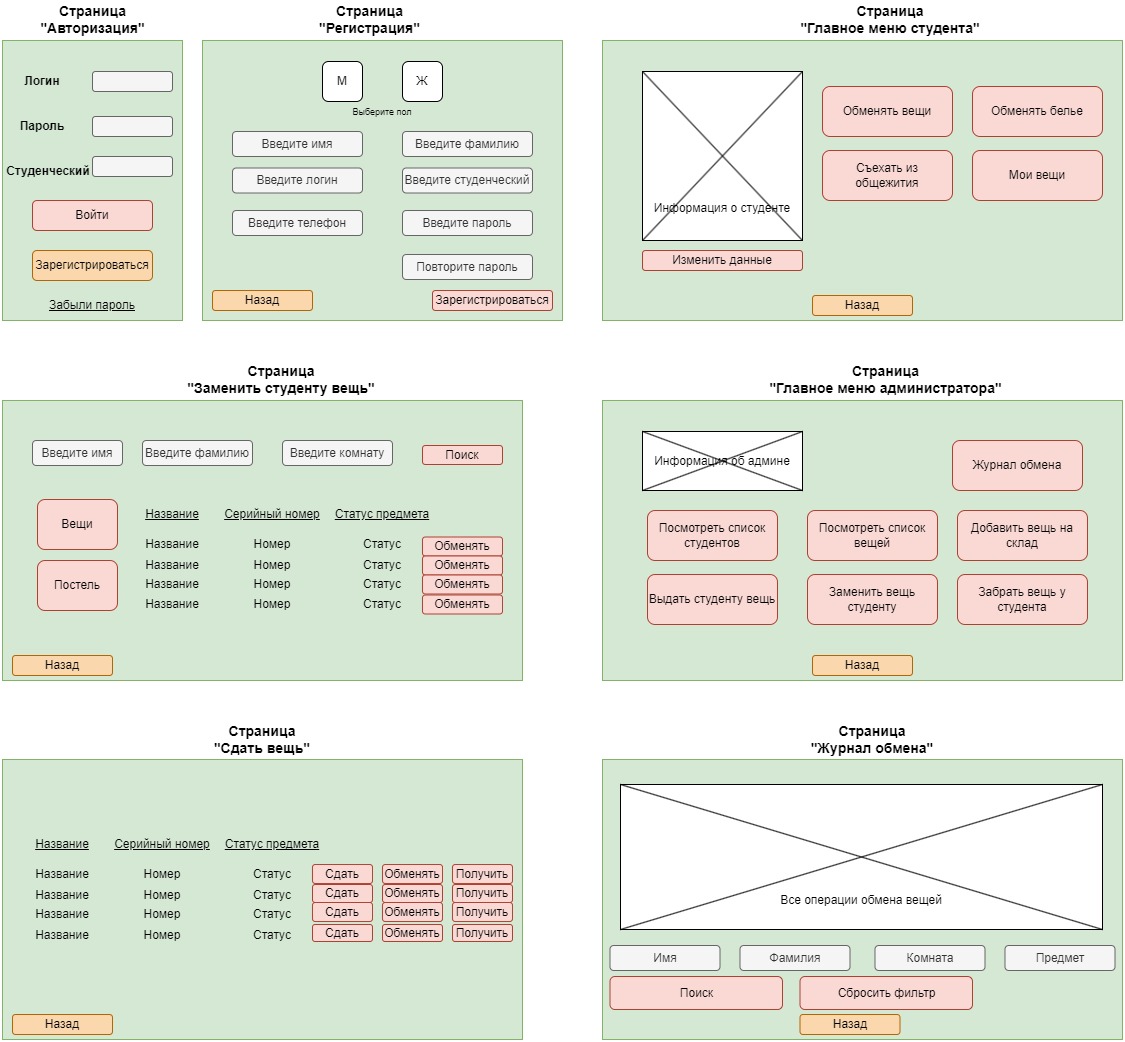 Страница
"Авторизация"
Логин
Пароль
Студенческий
Войти
Зарегистрироваться
Забыли пароль
Страница
"Регистрация"
М
Ж
Выберите пол
Введите имя
Введите фамилию
Введите логин
Введите студенческий
Введите телефон
Введите пароль
Повторите пароль
Назад
Зарегистрироваться
Страница
"Главное меню студента"
Информация о студенте
Изменить данные
Обменять вещи
Обменять белье
Съехать из
общежития
Мои вещи
Назад
Страница
"Заменить студенту вещь"
Введите имя
Введите фамилию
Введите комнату
Поиск
Вещи
Постель
Название Серийный номер Статус предмета
Название Номер Статус Обменять
Название Номер Статус Обменять
Название Номер Статус Обменять
Название Номер Статус Обменять
Назад
Страница
"Главное меню администратора"
Информация об админе
Журнал обмена
Посмотреть список
студентов
Посмотреть список
вещей
Добавить вещь на
склад
Выдать студенту вещь
Заменить вещь
студенту
Забрать вещь у
студента
Назад
Страница
"Сдать вещь"
Название Серийный номер Статус предмета
Название Номер Статус Сдать Обменять Получить
Название Номер Статус Сдать Обменять Получить
Название Номер Статус Сдать Обменять Получить
Название Номер Статус Сдать Обменять Получить
Назад
Страница
"Журнал обмена"
Все операции обмена вещей
Имя
Фамилия
Комната
Предмет
Поиск
Сбросить фильтр
Назад